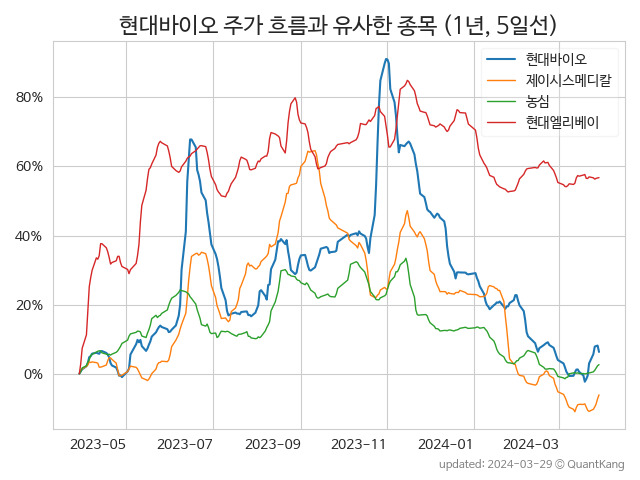 현대바이오 주가 흐름과 유사한 종목 (1년, 5일선)
현대바이오
제이시스메디칼
농심
현대엘리베이
80%
60%
40%
20%
0%
2023-05 2023-07 2023-09 2023-11 2024-01 2024-03
updated: 2024-03-29 © QuantKang